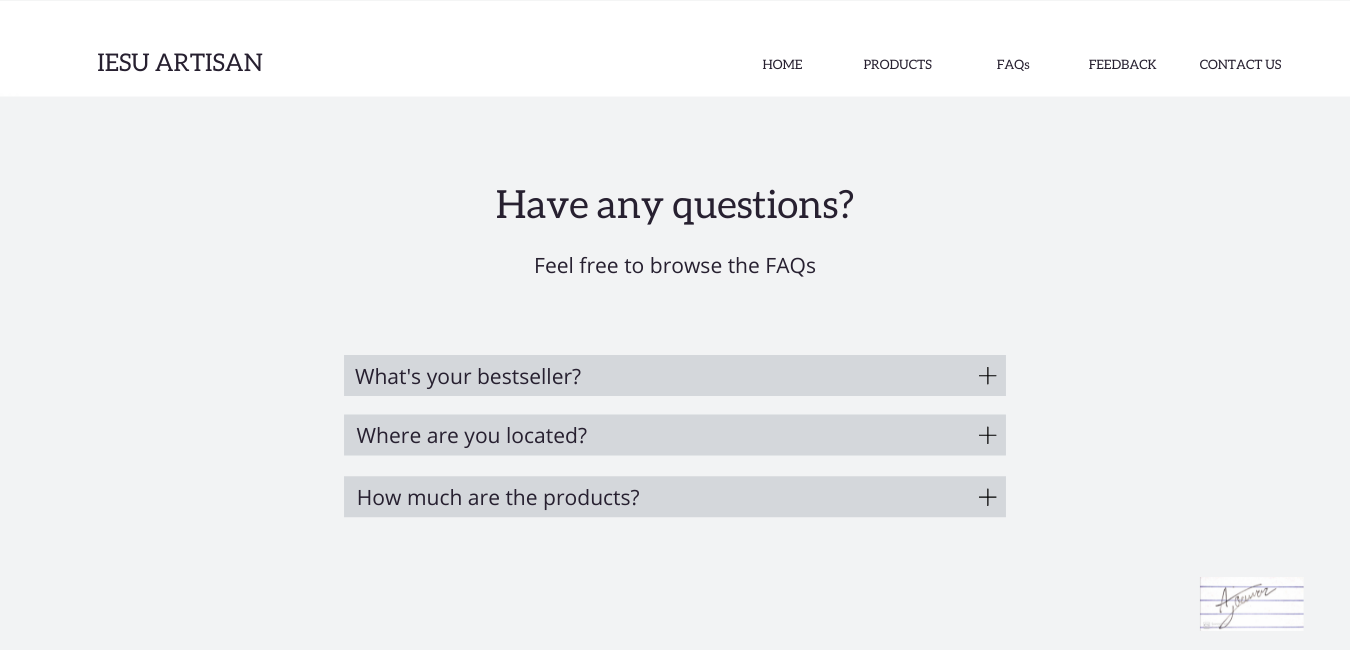 IESU ARTISAN
HOME PRODUCTS FAQs FEEDBACK CONTACT US
Have any questions?
Feel free to browse the FAQs
What's your bestseller?
Where are you located?
How much are the products?